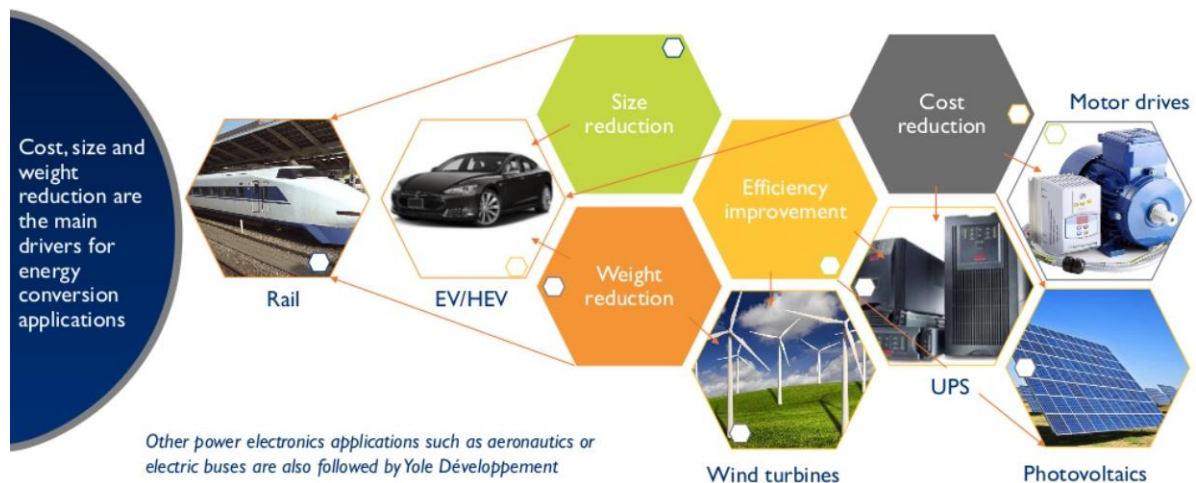 Cost, size and
weight
reduction are
the main
drivers for
energy
conversion
applications
Rail
EV/HEV
Size
reduction
Weight
reduction
Efficiency
improvement
Cost
reduction
Motor drives
UPS
Wind turbines
Photovoltaics
Other power electronics applications such as aeronautics or
electric buses are also followed by Yole Développement